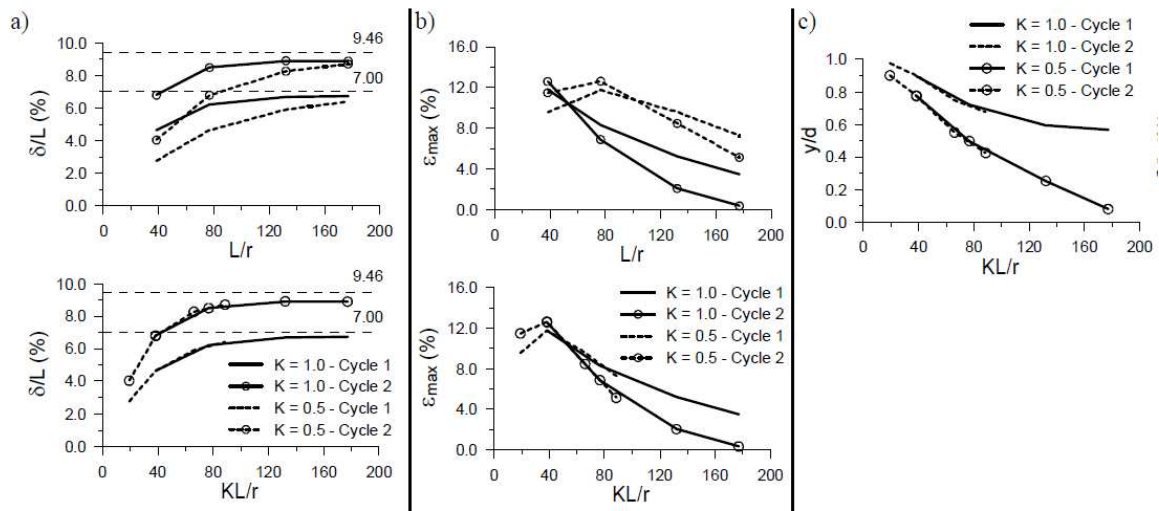 a)
10.0
8.0
6.0
4.0
2.0
0.0
δ/L (%)
9.46
7.00
0 40 80 120 160 200
L/r
10.0
8.0
6.0
4.0
2.0
0.0
δ/L (%)
9.46
7.00
K = 1.0 - Cycle 1
K = 1.0 - Cycle 2
K = 0.5 - Cycle 1
K = 0.5 - Cycle 2
0 40 80 120 160 200
KL/r
b)
16.0
12.0
8.0
4.0
0.0
εmax (%)
0 40 80 120 160 200
L/r
16.0
12.0
8.0
4.0
0.0
εmax (%)
K = 1.0 - Cycle 1
K = 1.0 - Cycle 2
K = 0.5 - Cycle 1
K = 0.5 - Cycle 2
0 40 80 120 160 200
KL/r
c)
K = 1.0 - Cycle 1
K = 1.0 - Cycle 2
K = 0.5 - Cycle 1
K = 0.5 - Cycle 2
1.0
0.8
0.6
0.4
0.2
0.0
y/d
0 40 80 120 160 200
KL/r